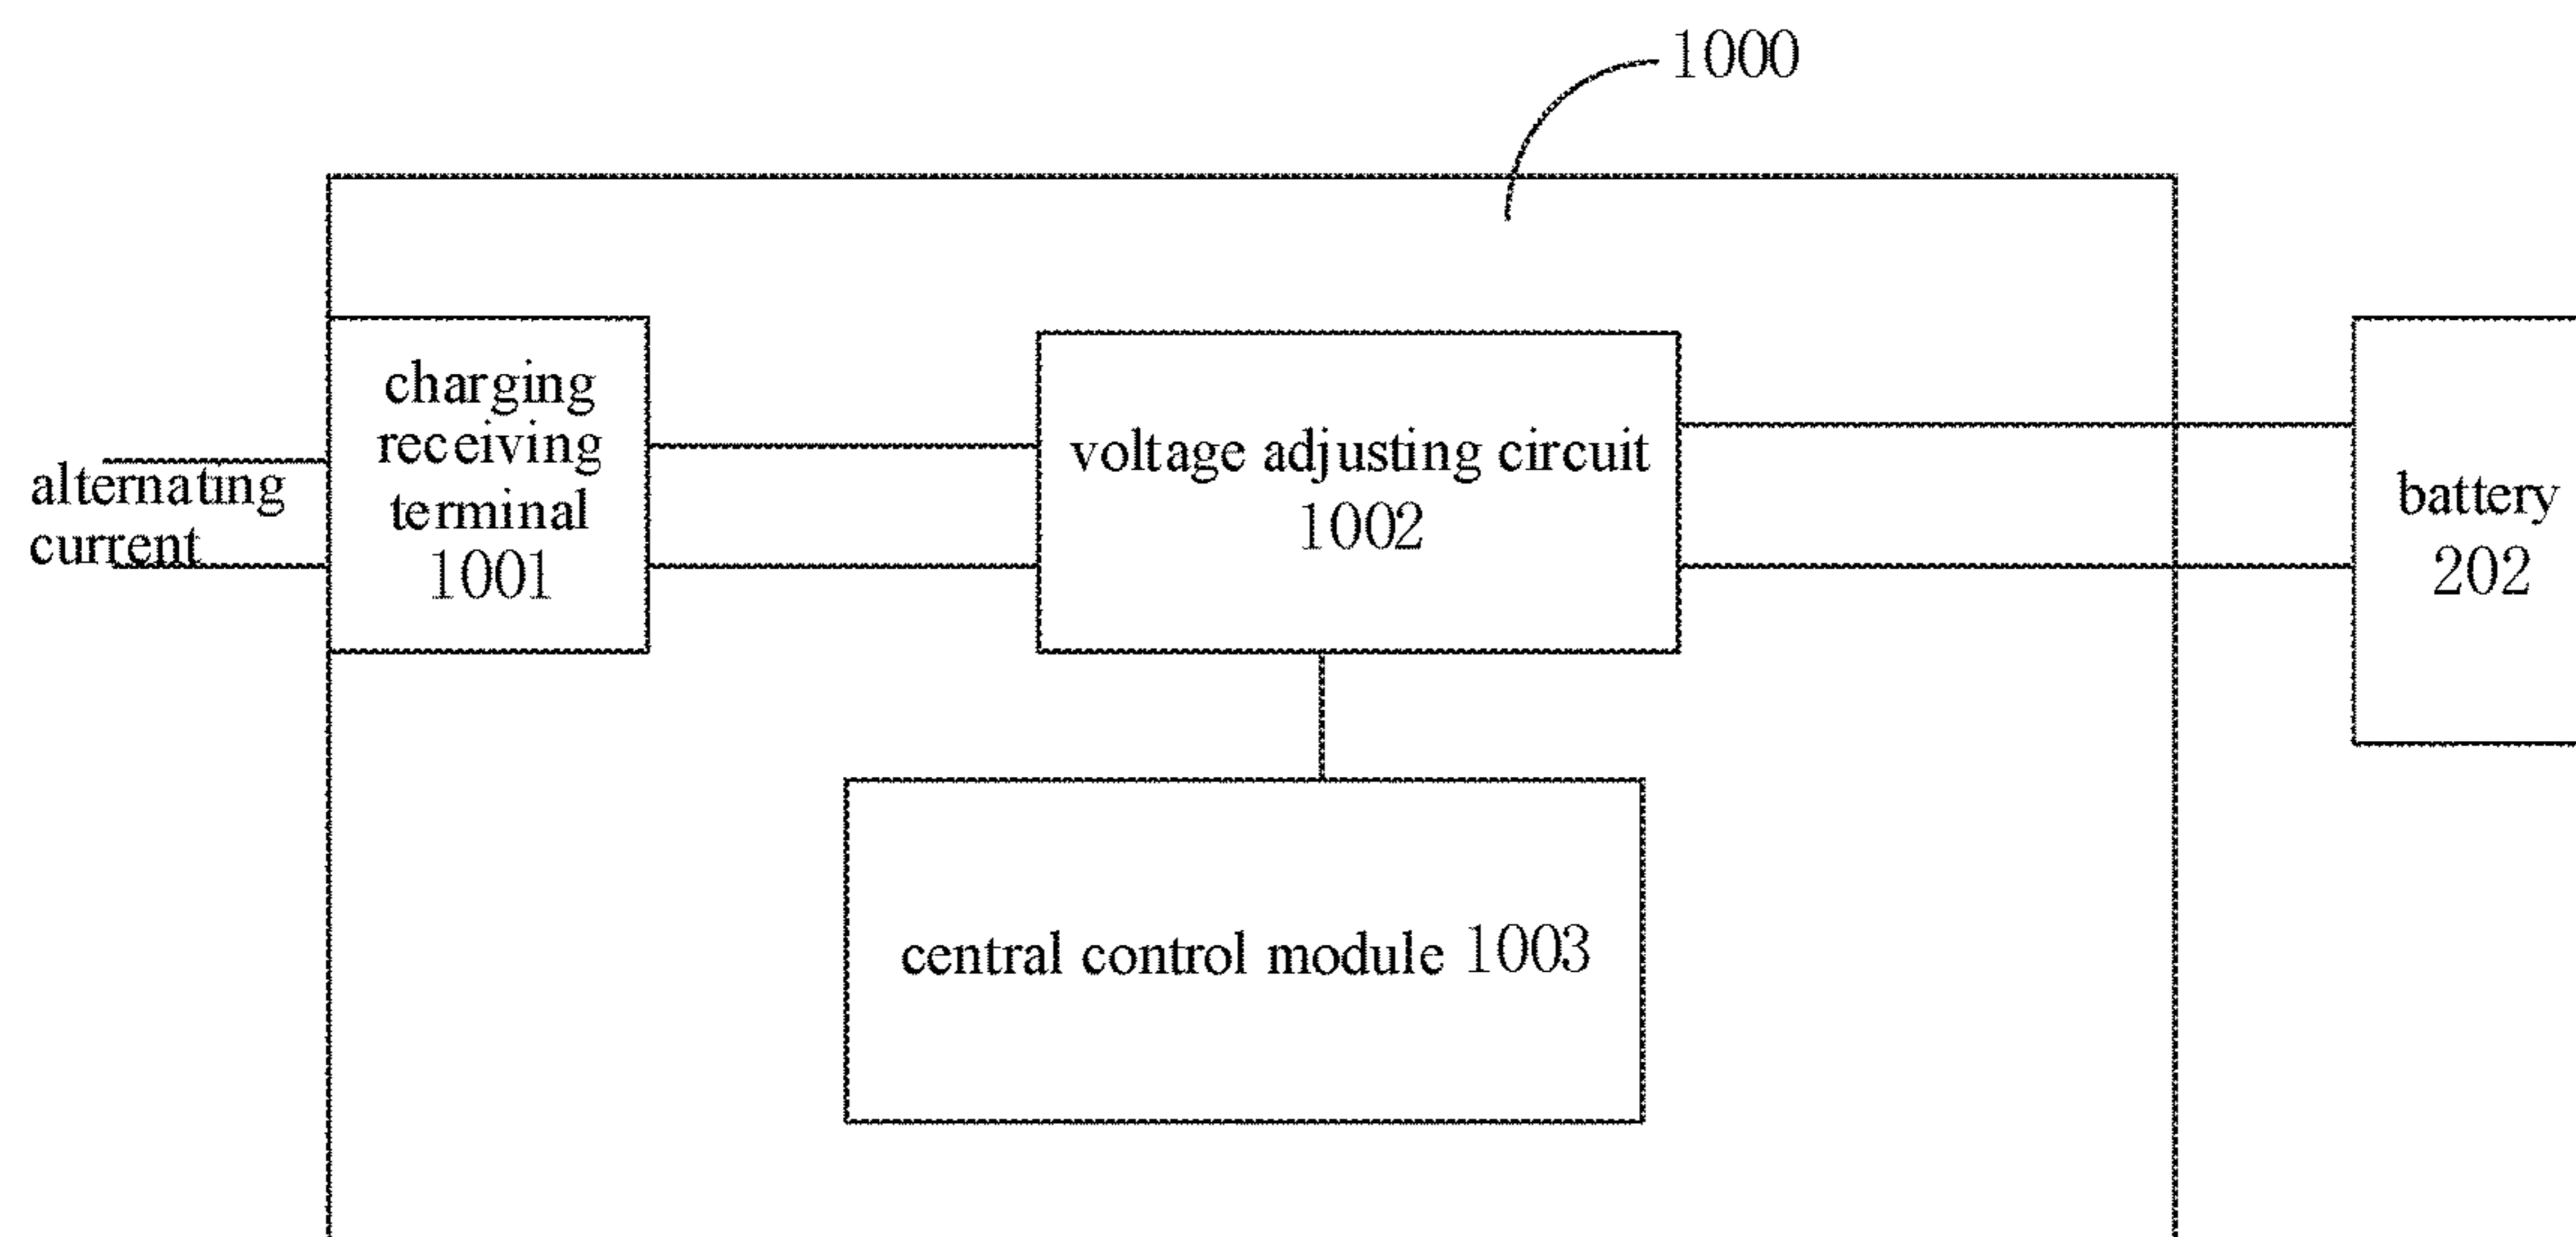 1000
alternating
current
charging
receiving
terminal
1001
voltage adjusting circuit
1002
battery
202
central control module 1003